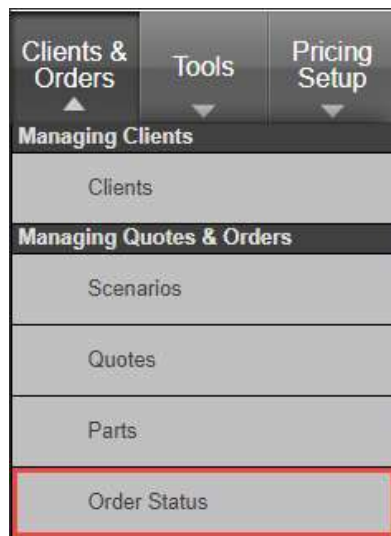 Clients &
Orders
Tools
Pricing
Setup
Managing Clients
Clients
Managing Quotes & Orders
Scenarios
Quotes
Parts
Order Status